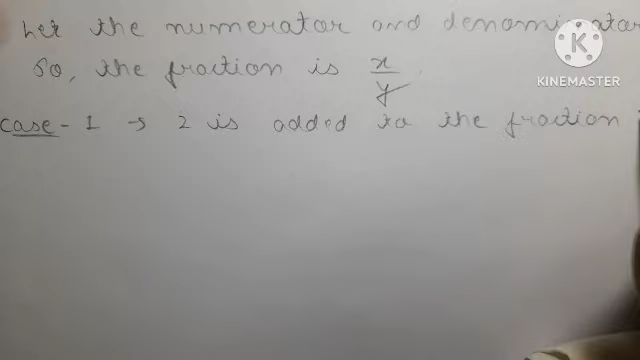 Let the numerator and denominator
KINEMASTER
So, the fraction is x/y.
case - 1 → 2 is added to the fraction